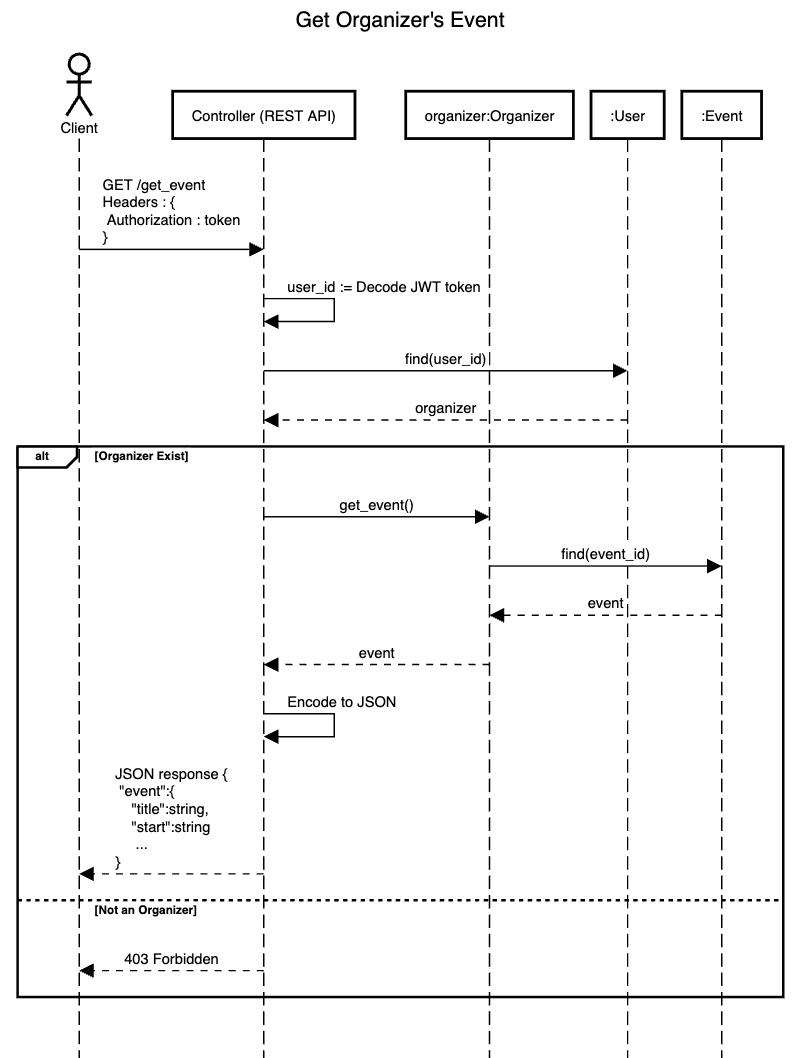 Get Organizer's Event
Client
Controller (REST API)
organizer:Organizer
:User
:Event
GET /get_event
Headers : {
Authorization : token
}
user_id := Decode JWT token
find(user_id)
organizer
alt
[Organizer Exist]
get_event()
find(event_id)
event
event
Encode to JSON
JSON response {
"event":{
"title":string,
"start":string
...
}
[Not an Organizer]
403 Forbidden